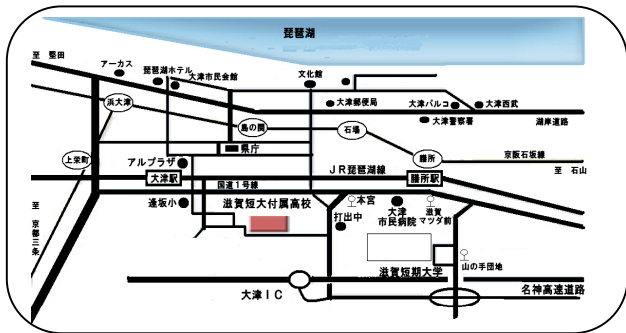 琵琶湖
至 堅田
アーカス
琵琶湖ホテル
大津市民会館
文化館
浜大津
大津郵便局
大津パルコ
大津西武
大津警察署
湖岸道路
島の関
石場
膳所
京阪石坂線
上栄町
県庁
アルプラザ
大津駅
JR琵琶湖線
膳所駅
至 石山
国道1号線
逢坂小
滋賀短大付属高校
本宮
打出中
大津
市民病院
滋賀
マツダ前
至 京都三条
滋賀短期大学
山の手団地
大津IC
名神高速道路